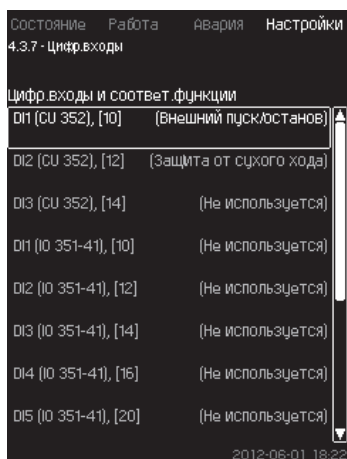 Состояние Работа Авария Настройки
4.3.7 - Цифр.входы
Цифр.входы и соответ.функции
DI1 (CU 352), [10] (Внешний пуск/останов)
DI2 (CU 352), [12] (Защита от сухого хода)
DI3 (CU 352), [14] (Не используется)
DI1 (IO 351-41), [10] (Не используется)
DI2 (IO 351-41), [12] (Не используется)
DI3 (IO 351-41), [14] (Не используется)
DI4 (IO 351-41), [16] (Не используется)
DI5 (IO 351-41), [20] (Не используется)
2012-06-01 18:22